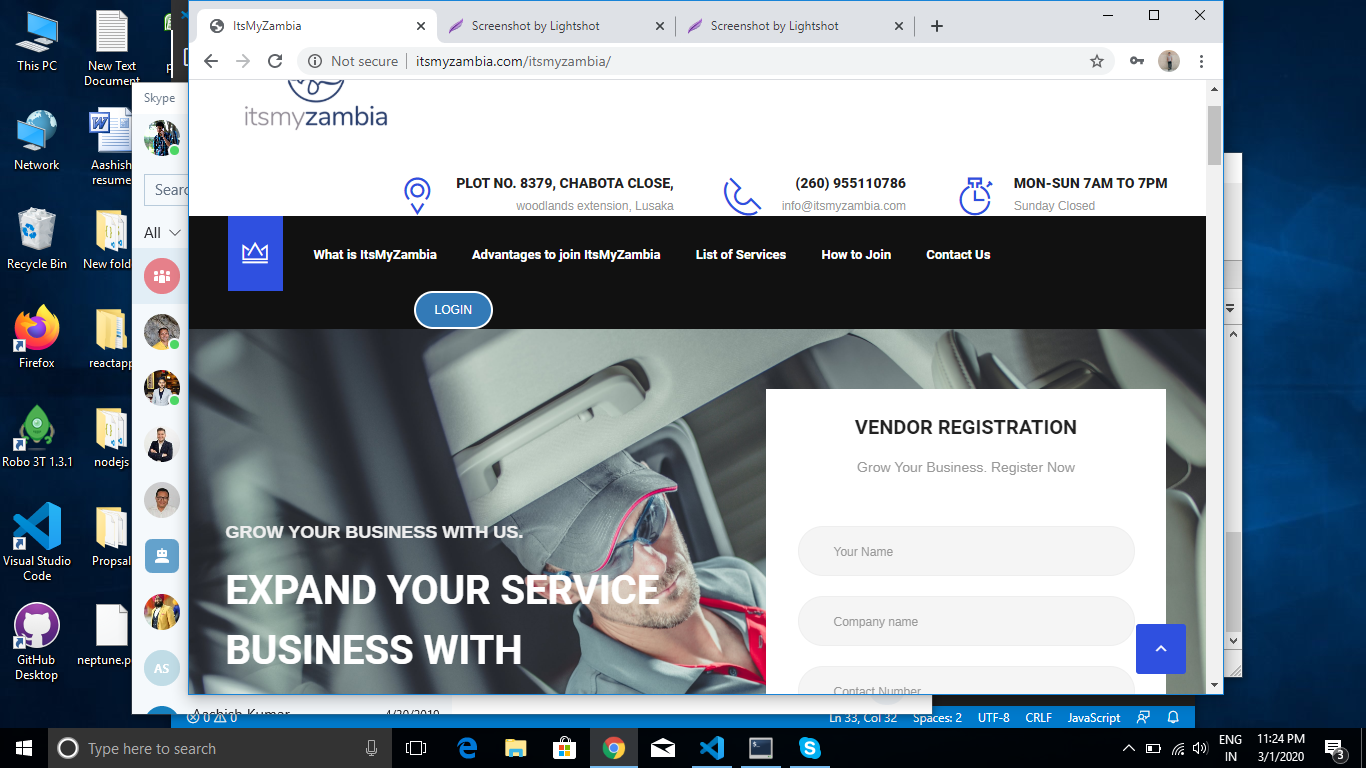 This PC
New Text
Document
Network
Aashish
resume
Recycle Bin
New fold
Firefox
reactapp
Robo 3T 1.3.1
nodejs
Visual Studio
Code
Propsal
GitHub
Desktop
neptune.p
Skype
Searc
All
AS
ItsMyZambia
Screenshot by Lightshot
Screenshot by Lightshot
Not secure
itsmyzambia.com/itsmyzambia/
itsmyzambia
PLOT NO. 8379, CHABOTA CLOSE,
woodlands extension, Lusaka
(260) 955110786
info@itsmyzambia.com
MON-SUN 7AM TO 7PM
Sunday Closed
What is ItsMyZambia
Advantages to join ItsMyZambia
List of Services
How to Join
Contact Us
LOGIN
GROW YOUR BUSINESS WITH US.
EXPAND YOUR SERVICE
BUSINESS WITH
VENDOR REGISTRATION
Grow Your Business. Register Now
Your Name
Company name
Contact Number
Aashish Kumar
4/20/2019
0 0
Ln 33, Col 32
Spaces: 2
UTF-8
CRLF
JavaScript
Type here to search
ENG
IN
11:24 PM
3/1/2020
3